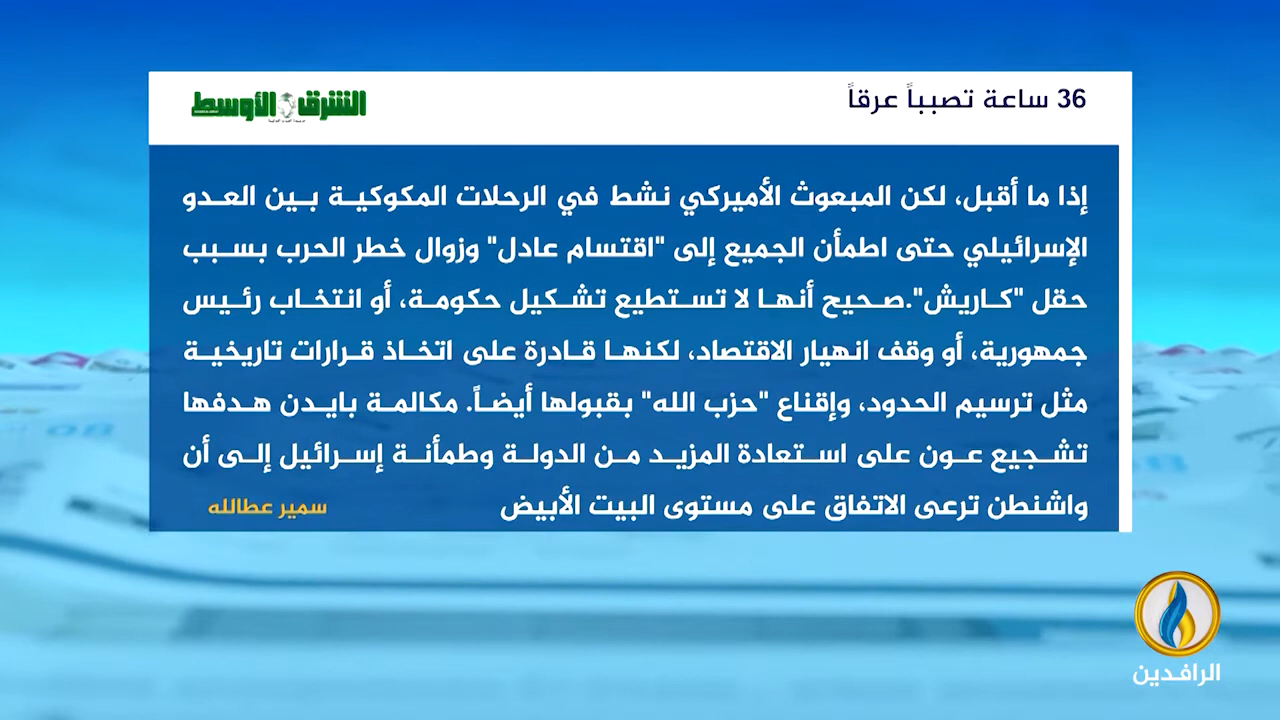 36 ساعة تصبباً عرقاً
الشرق الأوسط
إذا ما أقبل، لكن المبعوث الأميركي نشط في الرحلات المكوكية بين العدو
الإسرائيلي حتى اطمأن الجميع إلى "اقتسام عادل" وزوال خطر الحرب بسبب
حقل "كاريش".صحيح أنها لا تستطيع تشكيل حكومة، أو انتخاب رئيس
جمهورية، أو وقف انهيار الاقتصاد، لكنها قادرة على اتخاذ قرارات تاريخية
مثل ترسيم الحدود، وإقناع "حزب الله" بقبولها أيضاً. مكالمة بايدن هدفها
تشجيع عون على استعادة المزيد من الدولة وطمأنة إسرائيل إلى أن
واشنطن ترعى الاتفاق على مستوى البيت الأبيض
سمير عطالله
الرافدين